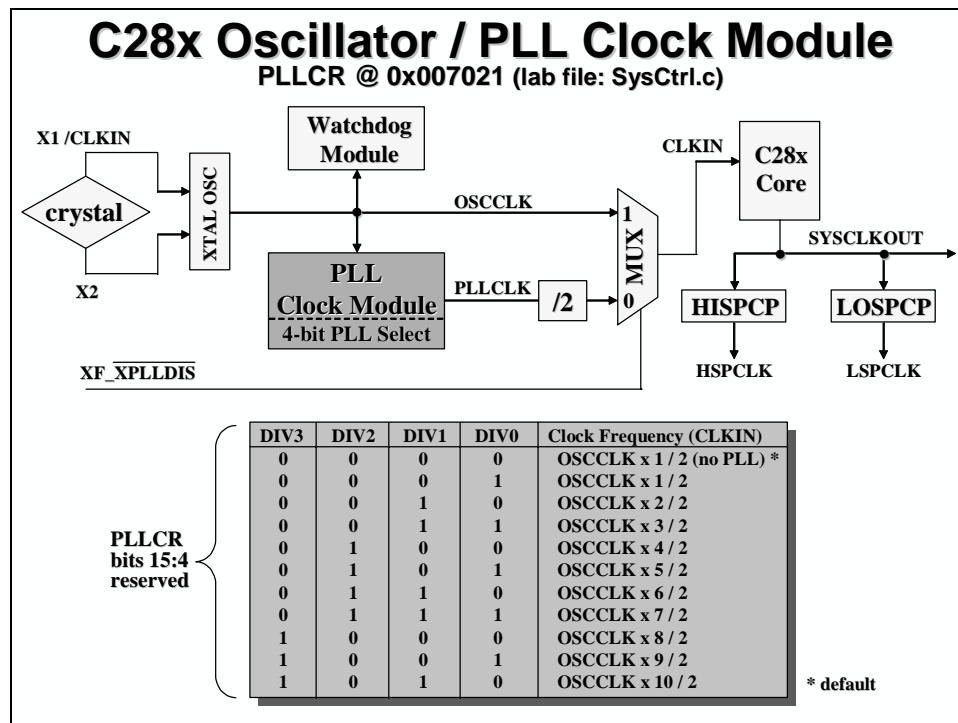 C28x Oscillator / PLL Clock Module
PLLCR @ 0x007021 (lab file: SysCtrl.c)
X1 /CLKIN
crystal
X2
XTAL OSC
Watchdog
Module
OSCCLK
PLL
Clock Module
4-bit PLL Select
PLLCLK
/2
1
MUX
0
XF_XPLLDIS
CLKIN
C28x
Core
SYSCLKOUT
HISPCP
LOSPCP
HSPCLK
LSPCLK
PLLCR
bits 15:4
reserved
DIV3 DIV2 DIV1 DIV0 Clock Frequency (CLKIN)
0 0 0 0 OSCCLK x 1 / 2 (no PLL) *
0 0 0 1 OSCCLK x 1 / 2
0 0 1 0 OSCCLK x 2 / 2
0 0 1 1 OSCCLK x 3 / 2
0 1 0 0 OSCCLK x 4 / 2
0 1 0 1 OSCCLK x 5 / 2
0 1 1 0 OSCCLK x 6 / 2
0 1 1 1 OSCCLK x 7 / 2
1 0 0 0 OSCCLK x 8 / 2
1 0 0 1 OSCCLK x 9 / 2
1 0 1 0 OSCCLK x 10 / 2
* default